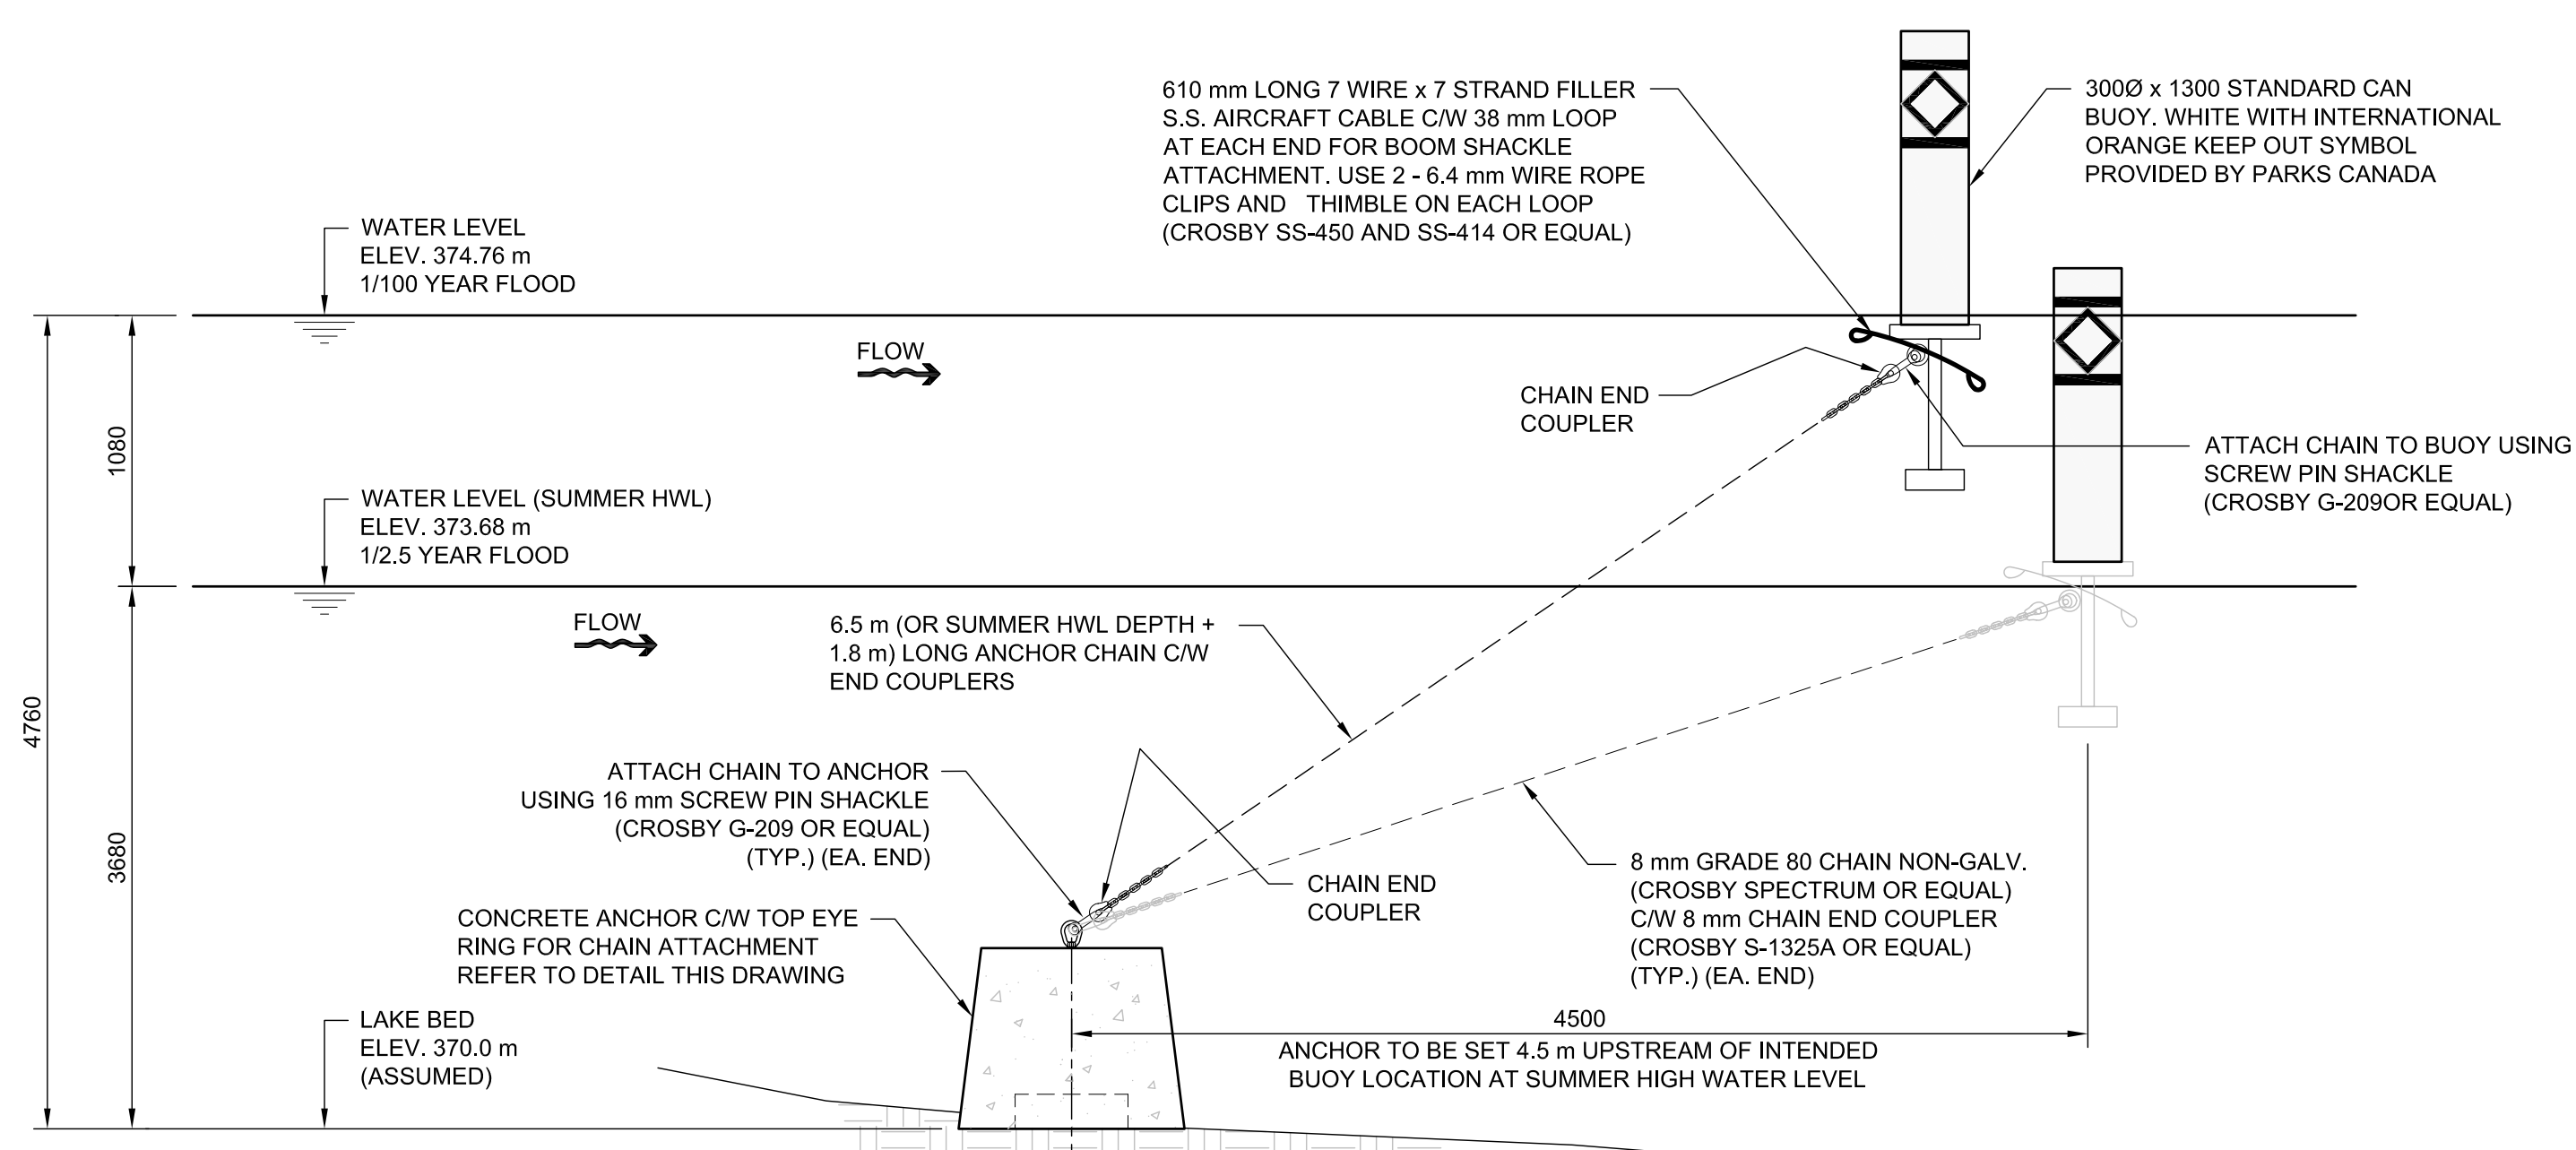 610 mm LONG 7 WIRE x 7 STRAND FILLER
S.S. AIRCRAFT CABLE C/W 38 mm LOOP
AT EACH END FOR BOOM SHACKLE
ATTACHMENT. USE 2 - 6.4 mm WIRE ROPE
CLIPS AND THIMBLE ON EACH LOOP
(CROSBY SS-450 AND SS-414 OR EQUAL)
300Ø x 1300 STANDARD CAN
BUOY. WHITE WITH INTERNATIONAL
ORANGE KEEP OUT SYMBOL
PROVIDED BY PARKS CANADA
WATER LEVEL
ELEV. 374.76 m
1/100 YEAR FLOOD
FLOW
CHAIN END
COUPLER
1080
ATTACH CHAIN TO BUOY USING
SCREW PIN SHACKLE
(CROSBY G-209OR EQUAL)
WATER LEVEL (SUMMER HWL)
ELEV. 373.68 m
1/2.5 YEAR FLOOD
FLOW
6.5 m (OR SUMMER HWL DEPTH +
1.8 m) LONG ANCHOR CHAIN C/W
END COUPLERS
4760
3680
ATTACH CHAIN TO ANCHOR
USING 16 mm SCREW PIN SHACKLE
(CROSBY G-209 OR EQUAL)
(TYP.) (EA. END)
CHAIN END
COUPLER
8 mm GRADE 80 CHAIN NON-GALV.
(CROSBY SPECTRUM OR EQUAL)
C/W 8 mm CHAIN END COUPLER
(CROSBY S-1325A OR EQUAL)
(TYP.) (EA. END)
CONCRETE ANCHOR C/W TOP EYE
RING FOR CHAIN ATTACHMENT
REFER TO DETAIL THIS DRAWING
LAKE BED
ELEV. 370.0 m
(ASSUMED)
4500
ANCHOR TO BE SET 4.5 m UPSTREAM OF INTENDED
BUOY LOCATION AT SUMMER HIGH WATER LEVEL